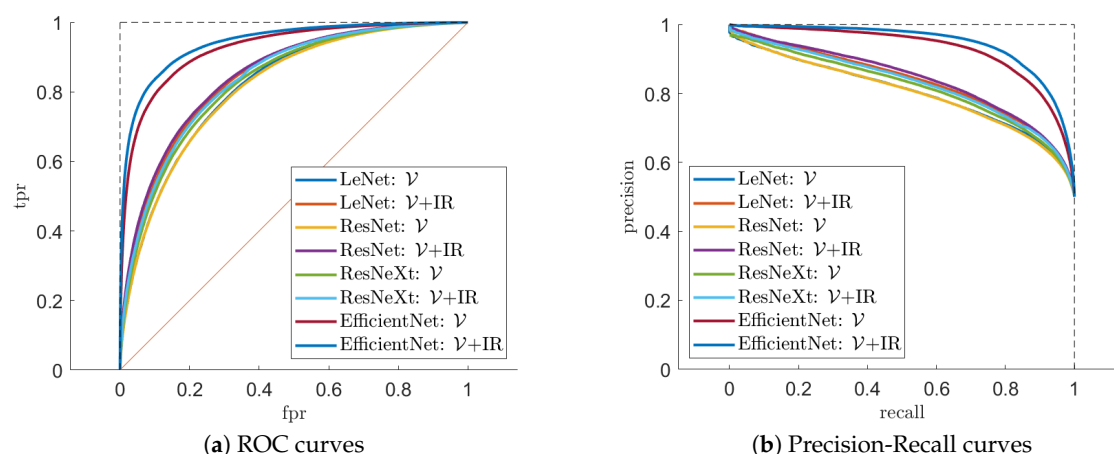 1
0.8
0.6
0.4
0.2
0
tpr
0
0.2
0.4
0.6
0.8
1
fpr
LeNet: 𝒱
LeNet: 𝒱+IR
ResNet: 𝒱
ResNet: 𝒱+IR
ResNeXt: 𝒱
ResNeXt: 𝒱+IR
EfficientNet: 𝒱
EfficientNet: 𝒱+IR
(a) ROC curves
1
0.8
0.6
0.4
0.2
0
precision
0
0.2
0.4
0.6
0.8
1
recall
LeNet: 𝒱
LeNet: 𝒱+IR
ResNet: 𝒱
ResNet: 𝒱+IR
ResNeXt: 𝒱
ResNeXt: 𝒱+IR
EfficientNet: 𝒱
EfficientNet: 𝒱+IR
(b) Precision-Recall curves